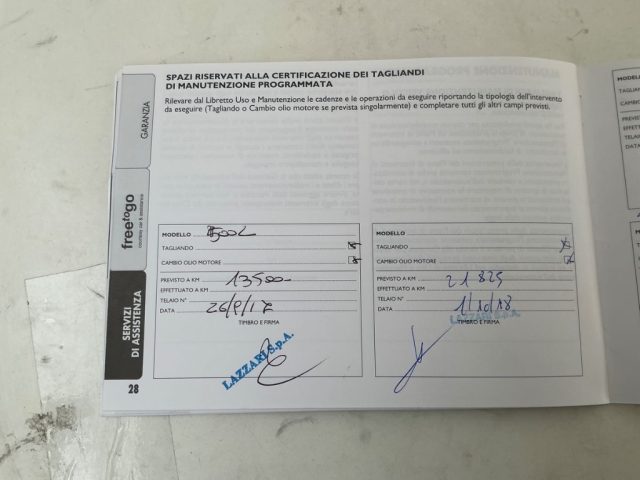 SPAZI RISERVATI ALLA CERTIFICAZIONE DEI TAGLIANDI
DI MANUTENZIONE PROGRAMMATA
Rilevare dal Libretto Uso e Manutenzione le cadenze e le operazioni da eseguire riportando la tipologia dell'intervento
da eseguire (Tagliando o Cambio olio motore se prevista singolarmente) e completare tutti gli altri campi previsti.
GARANZIA
freetogo
SERVIZI
DI ASSISTENZA
MODELLO 500L
TAGLIANDO
CAMBIO OLIO MOTORE
PREVISTO A KM 13500
EFFETTUATO A KM
TELAIO N°
DATA 26/9/17
TIMBRO E FIRMA
LAZZARI S.p.A.
MODELLO
TAGLIANDO
CAMBIO OLIO MOTORE
PREVISTO A KM 21825
EFFETTUATO A KM
TELAIO N°
DATA 1/10/18
TIMBRO E FIRMA
LAZZARI S.p.A.
28